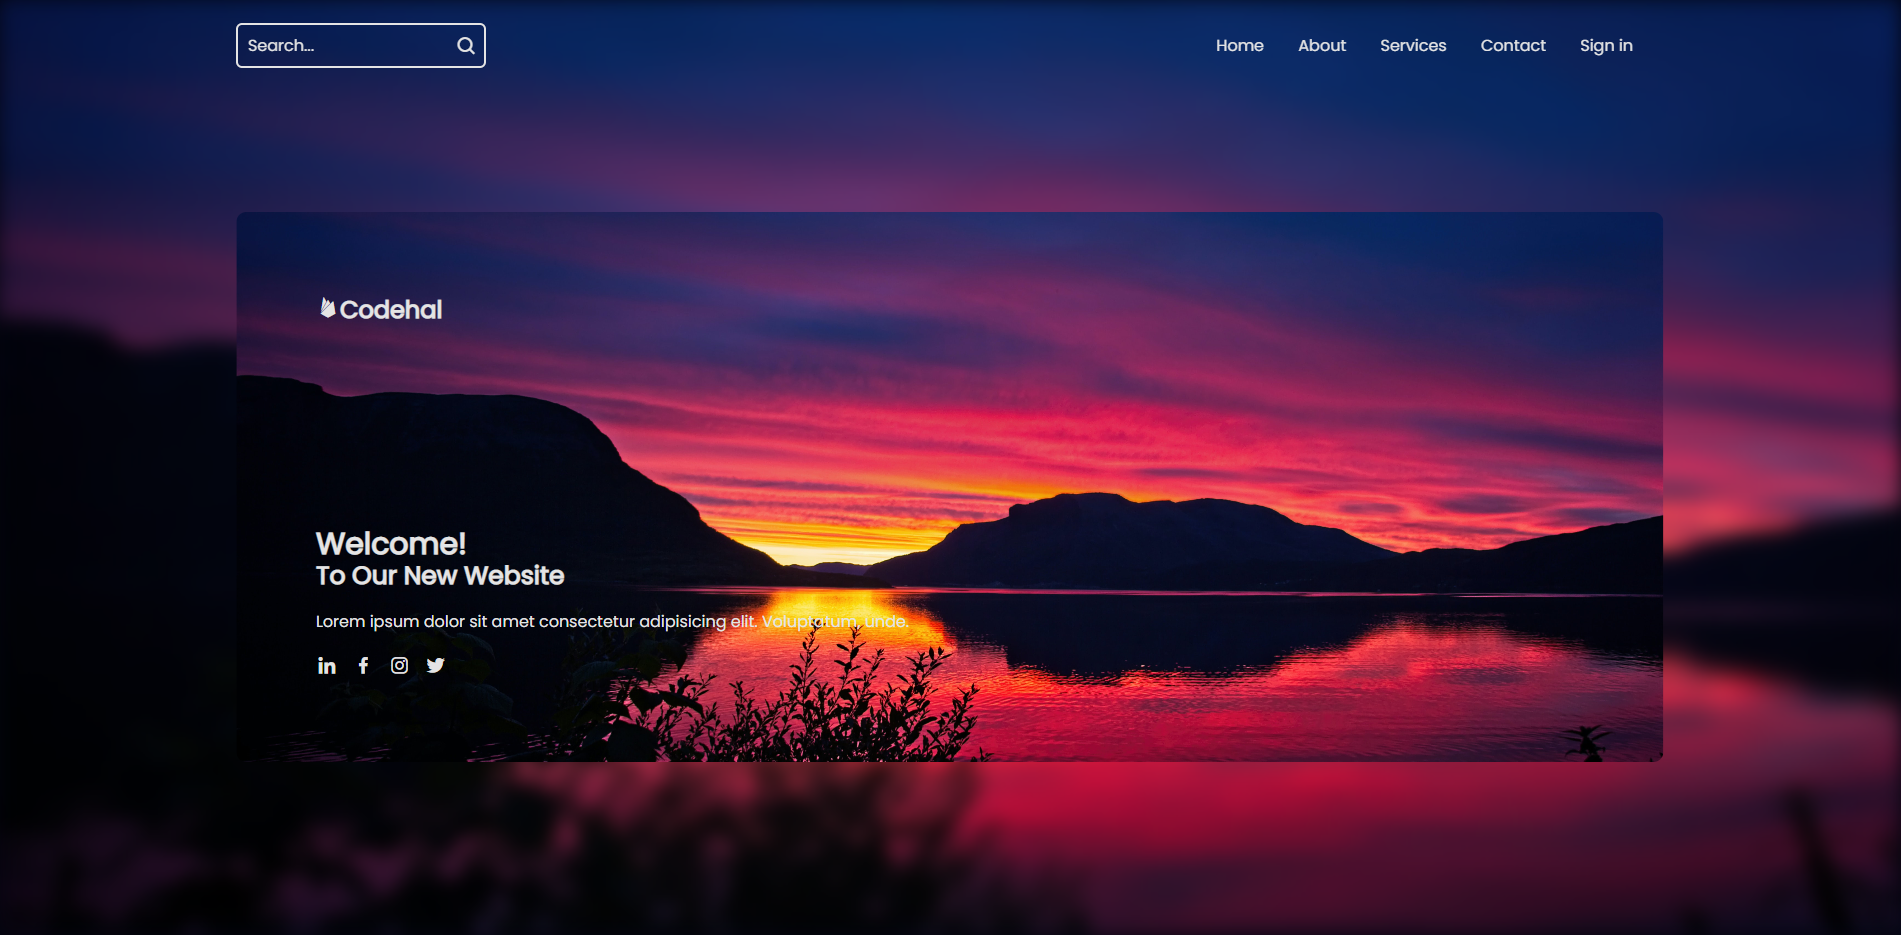 Search...
Home About Services Contact Sign in
Codehal
Welcome!
To Our New Website
Lorem ipsum dolor sit amet consectetur adipisicing elit. Voluptatum, unde.